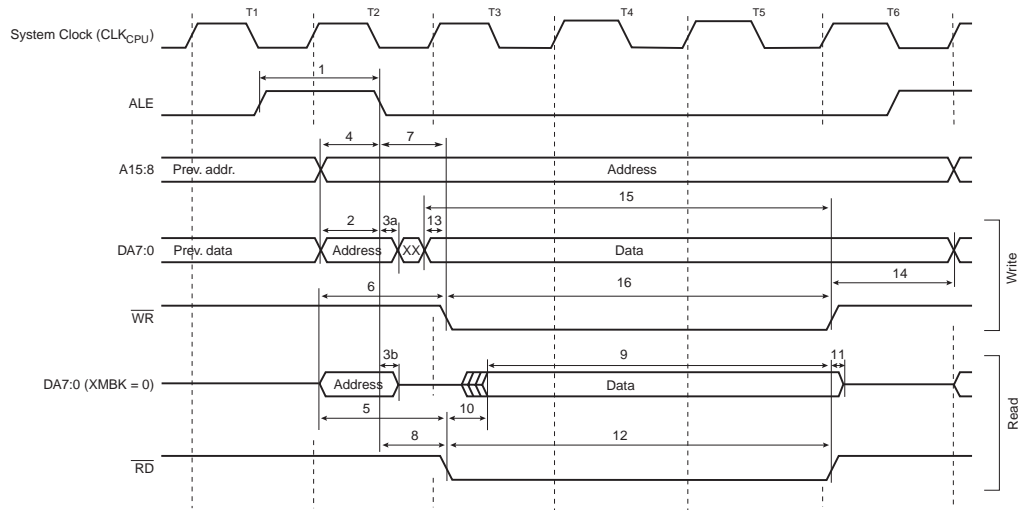 T1 T2 T3 T4 T5 T6
System Clock (CLKCPU)
1
ALE
4 7
A15:8 Prev. addr. Address
15
2 3a 13
DA7:0 Prev. data Address XX Data
14
6 16
WR
Write
3b 9 11
DA7:0 (XMBK = 0) Address Data
5 10
8 12
RD
Read